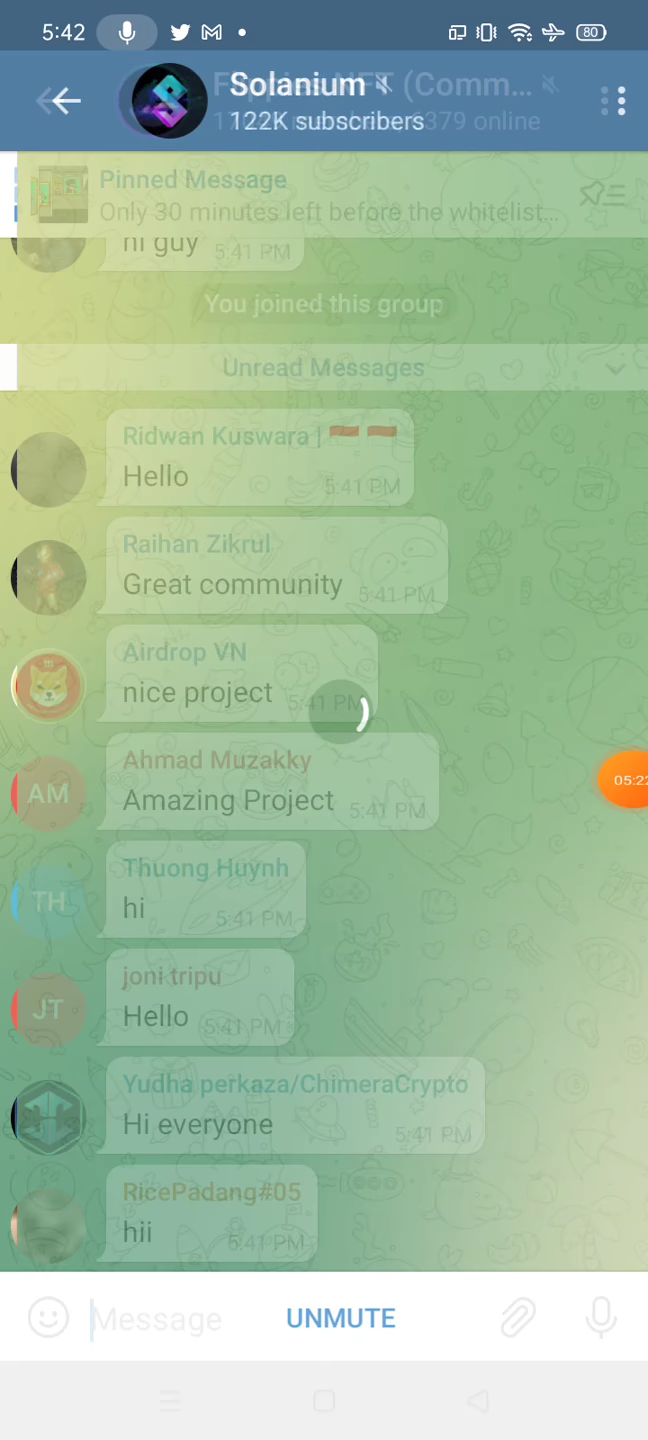 5:42
80
Solanium
NFT (Comm...
122K subscribers
379 online
Pinned Message
Only 30 minutes left before the whitelist...
hi guy 5:41 PM
You joined this group
Unread Messages
Ridwan Kuswara |
Hello 5:41 PM
Raihan Zikrul
Great community 5:41 PM
Airdrop VN
nice project 5:41 PM
AM
Ahmad Muzakky
Amazing Project 5:41 PM
05:22
TH
Thuong Huynh
hi 5:41 PM
JT
joni tripu
Hello 5:41 PM
Yudha perkaza/ChimeraCrypto
Hi everyone 5:41 PM
RicePadang#05
hii 5:41 PM
Message
UNMUTE